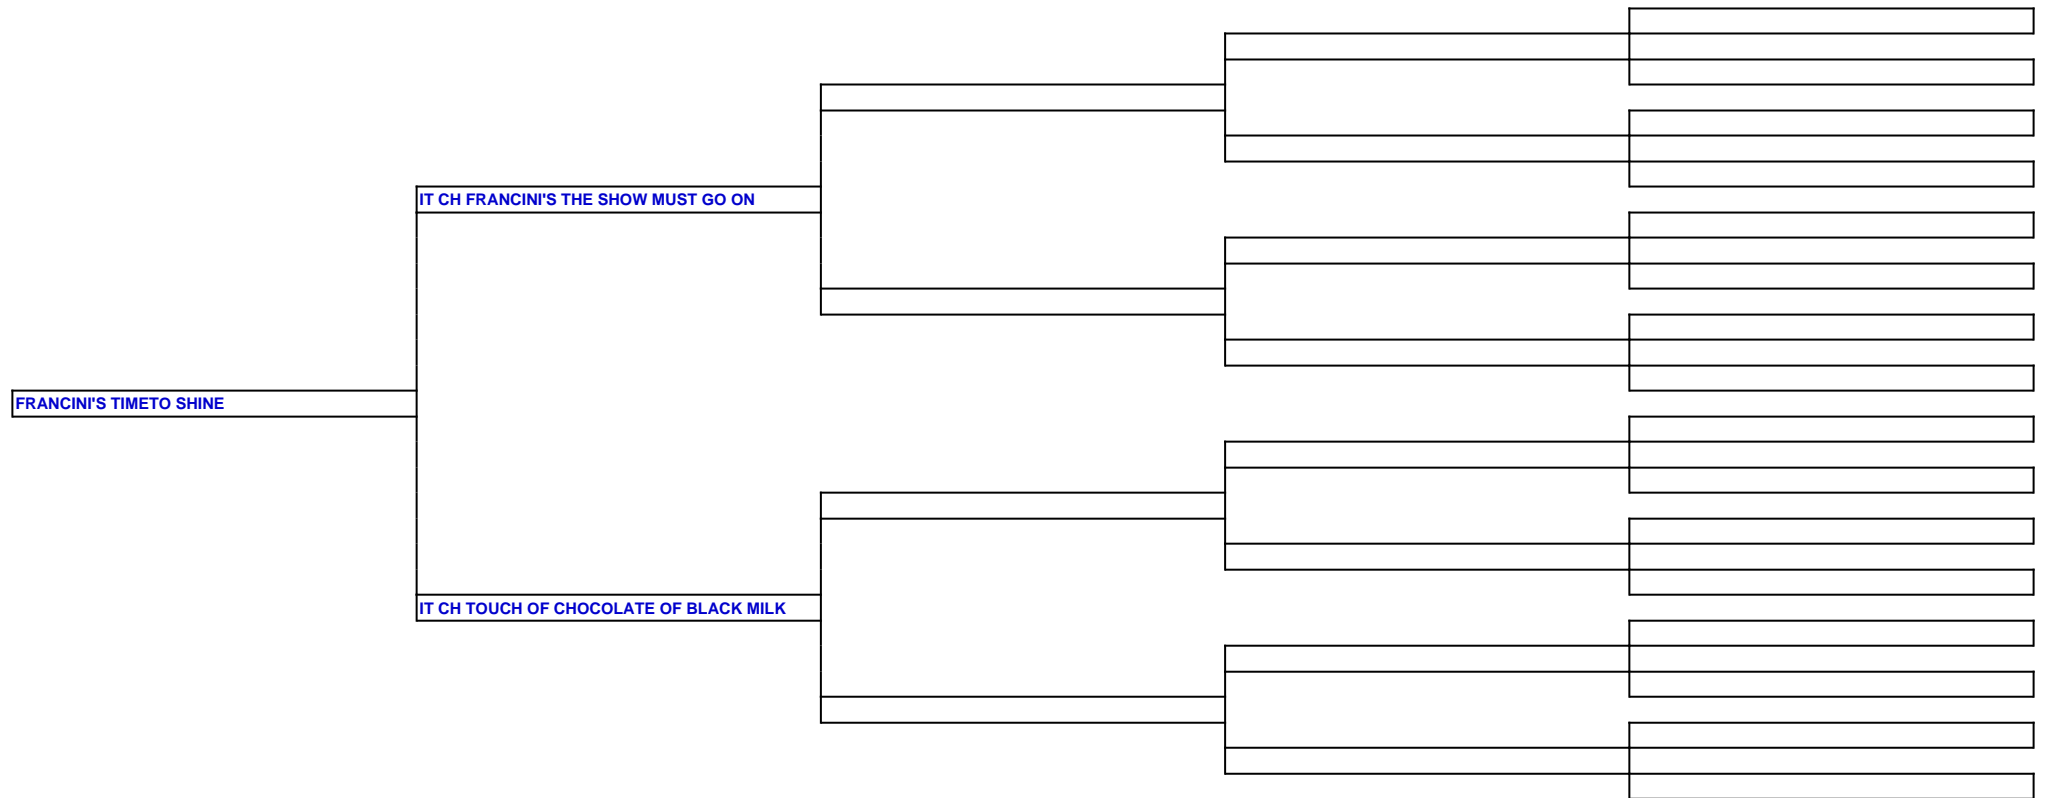 IT CH FRANCINI'S THE SHOW MUST GO ON
FRANCINI'S TIMETO SHINE
IT CH TOUCH OF CHOCOLATE OF BLACK MILK